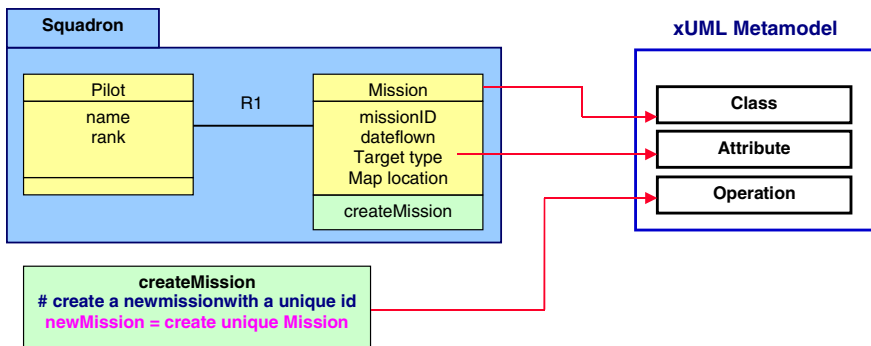 Squadron
xUML Metamodel
Pilot
name
rank
R1
Mission
missionID
dateflown
Target type
Map location
createMission
Class
Attribute
Operation
createMission
# create a newmissionwith a unique id
newMission = create unique Mission